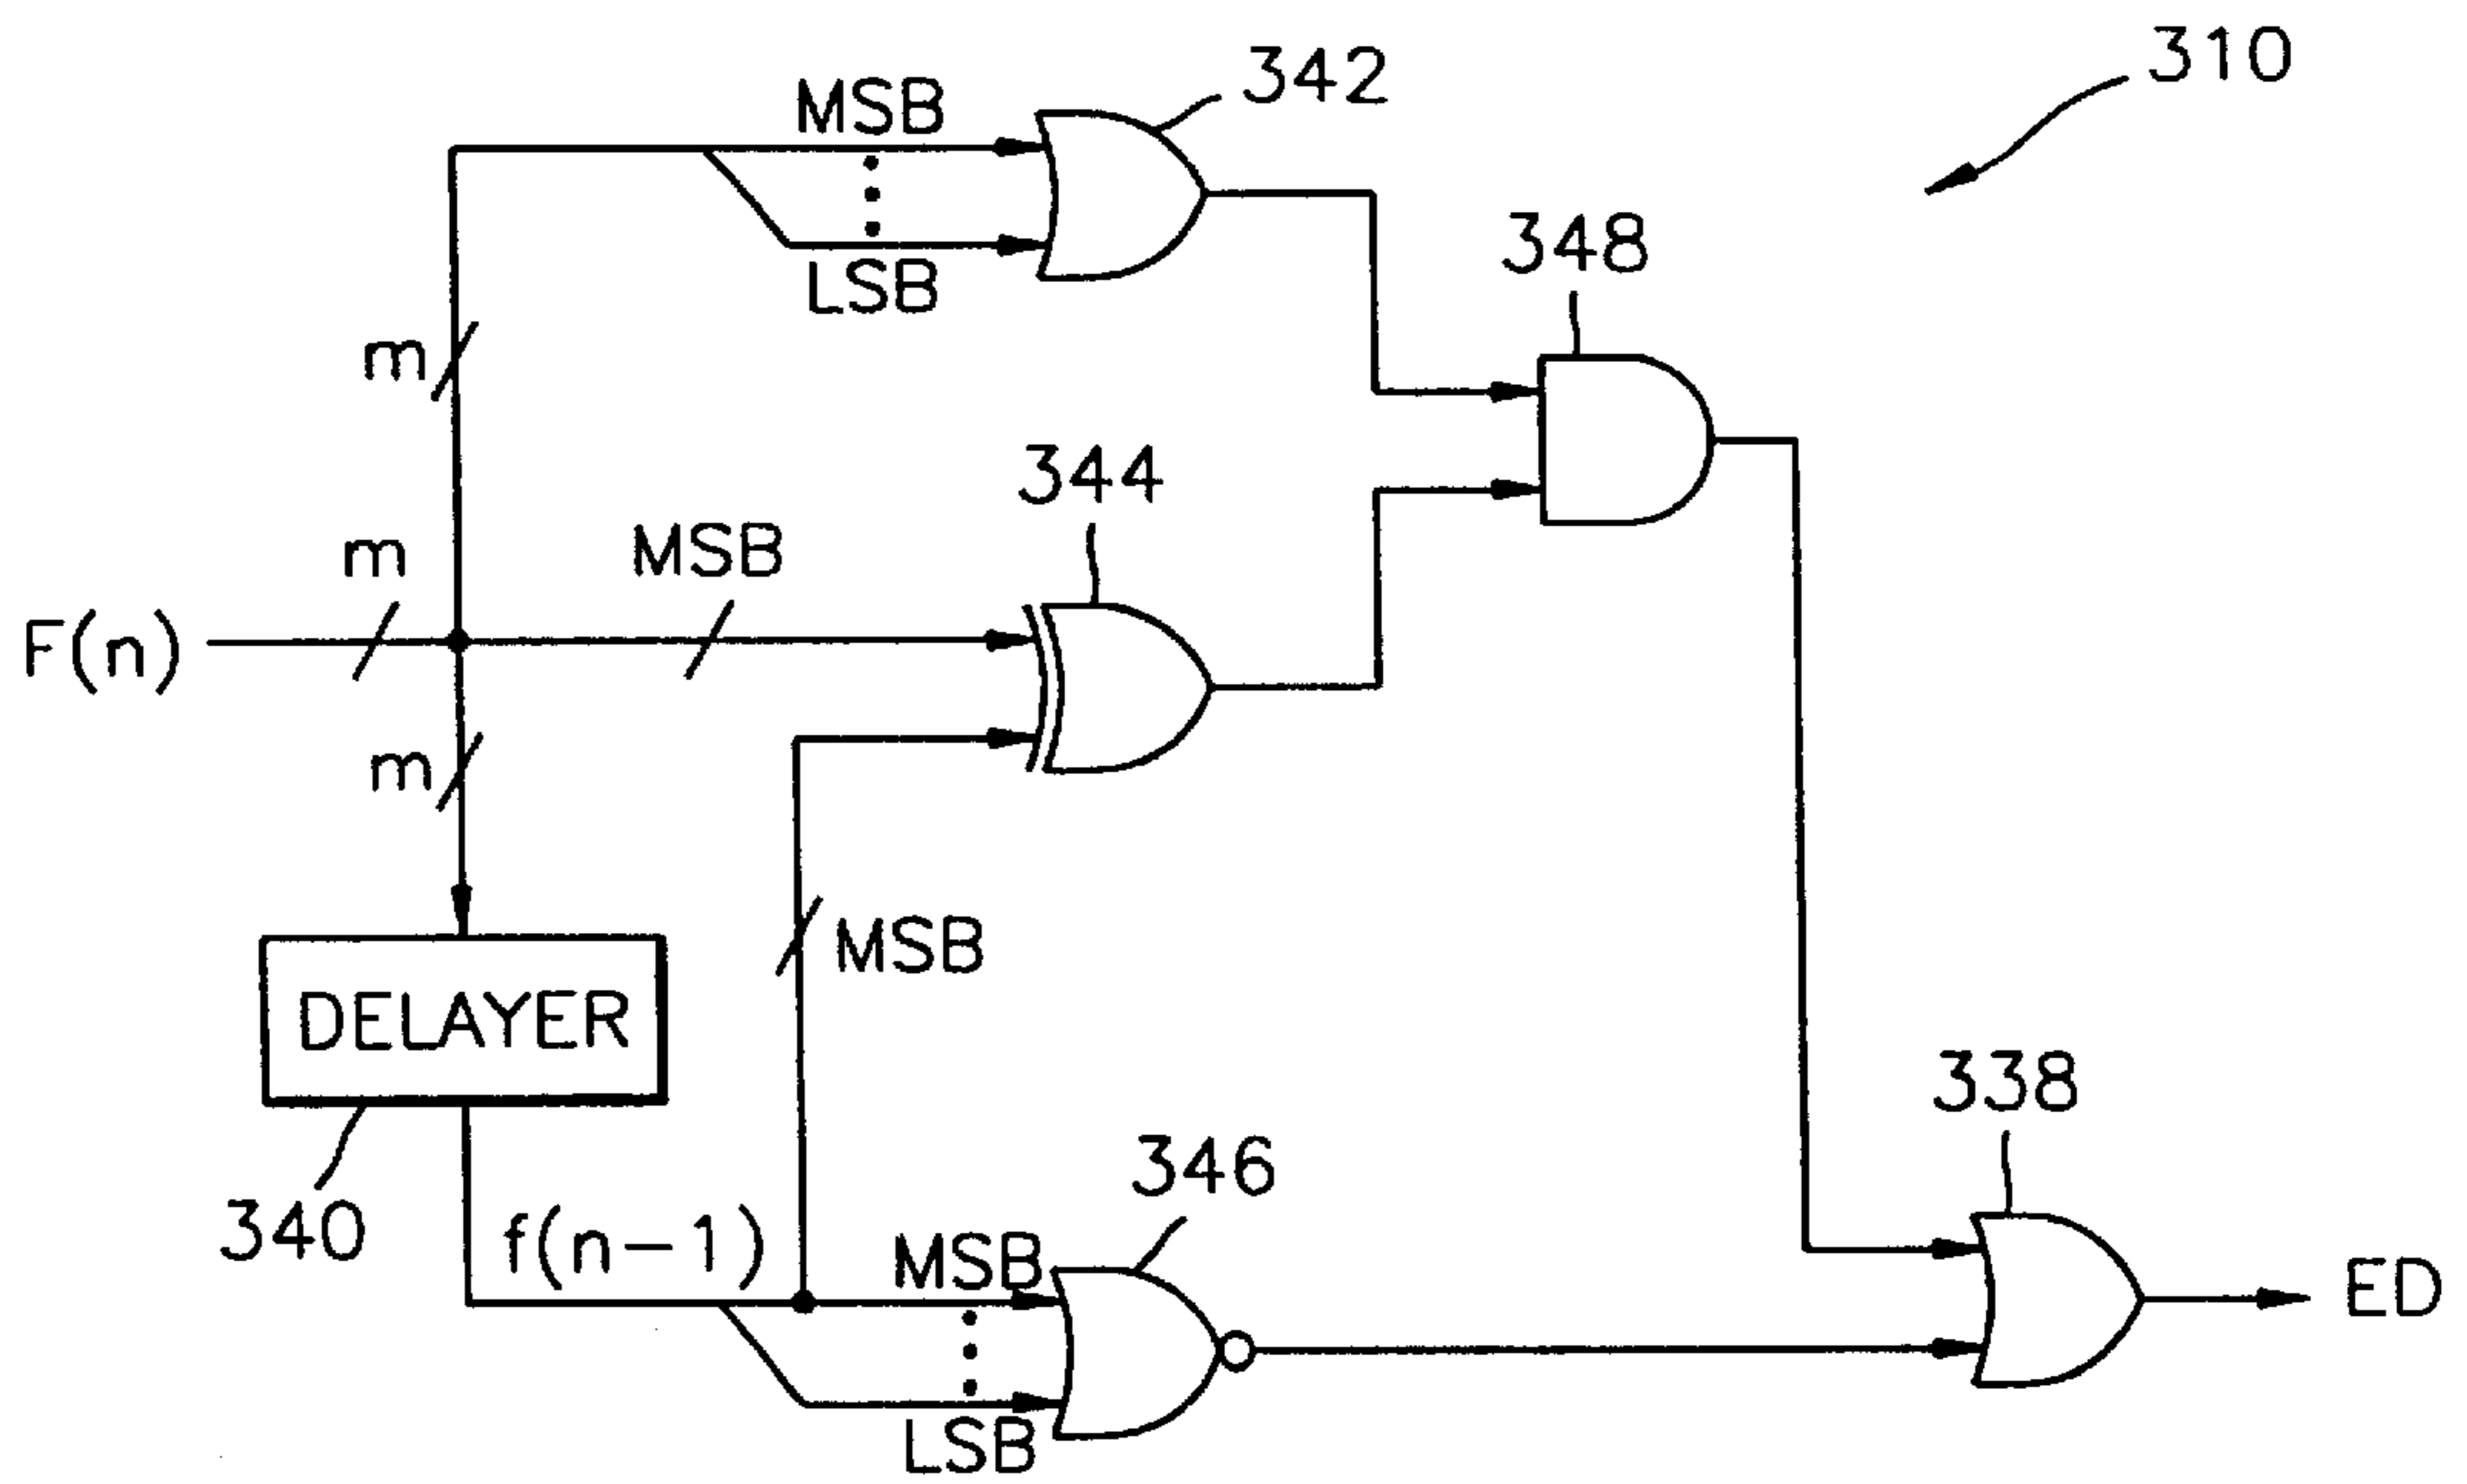 310
342
MSB
LSB
348
m
344
m
MSB
F(n)
m
MSB
DELAYER
338
346
340
f(n-1)
MSB
ED
LSB